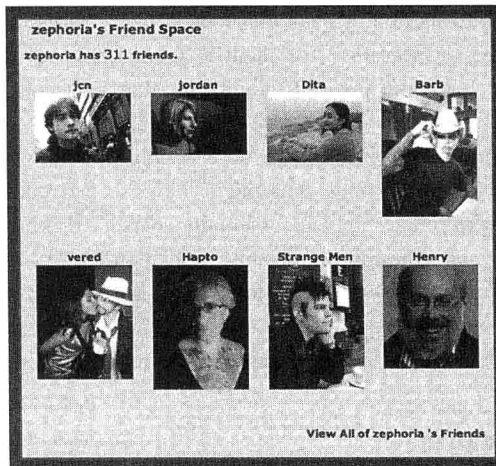 zephoria's Friend Space
zephoria has 311 friends.
jcn jordan Dita Barb
vered Hapto Strange Men Henry
View All of zephoria 's Friends